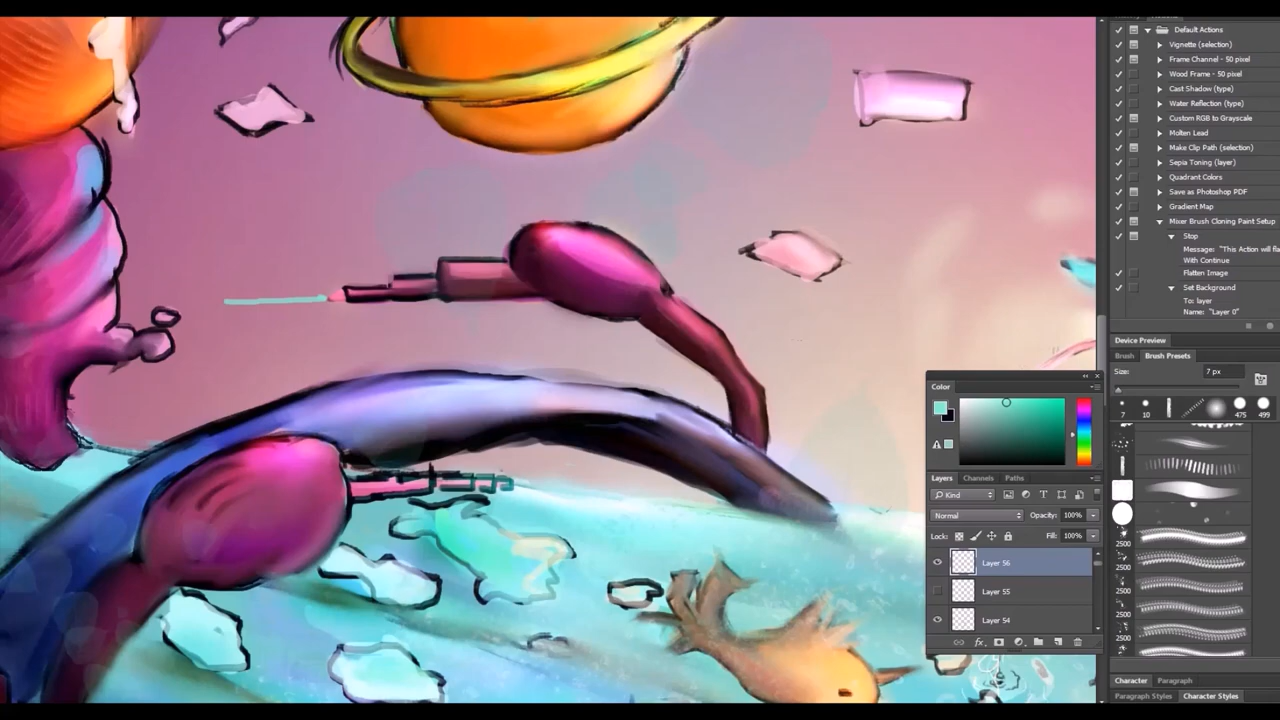 Default Actions
Vignette (selection)
Frame Channel - 50 pixel
Wood Frame - 50 pixel
Cast Shadow (type)
Water Reflection (type)
Custom RGB to Grayscale
Molten Lead
Make Clip Path (selection)
Sepia Toning (layer)
Quadrant Colors
Save as Photoshop PDF
Gradient Map
Mixer Brush Cloning Paint Setup
Stop
Message: "This Action will fla
With Continue
Flatten Image
Set Background
To: layer
Name: "Layer 0"
Device Preview
Brush Brush Presets
Size: 7 px
7 10 475 499
2500
2500
2500
2500
2500
Color
Layers Channels Paths
Kind
Normal Opacity: 100%
Lock: Fill: 100%
Layer 56
Layer 55
Layer 54
fx
Character Paragraph
Paragraph Styles Character Styles